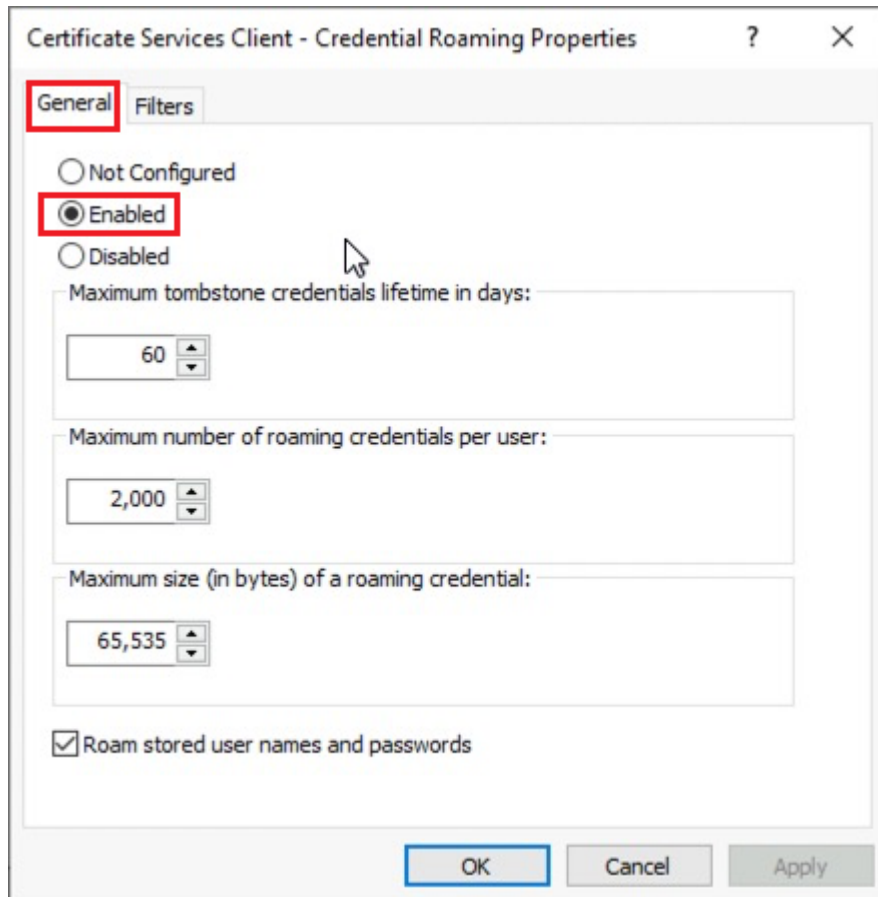 Certificate Services Client - Credential Roaming Properties ? ✕
General Filters
Not Configured
Enabled
Disabled
Maximum tombstone credentials lifetime in days:
60
Maximum number of roaming credentials per user:
2,000
Maximum size (in bytes) of a roaming credential:
65,535
Roam stored user names and passwords
OK Cancel Apply